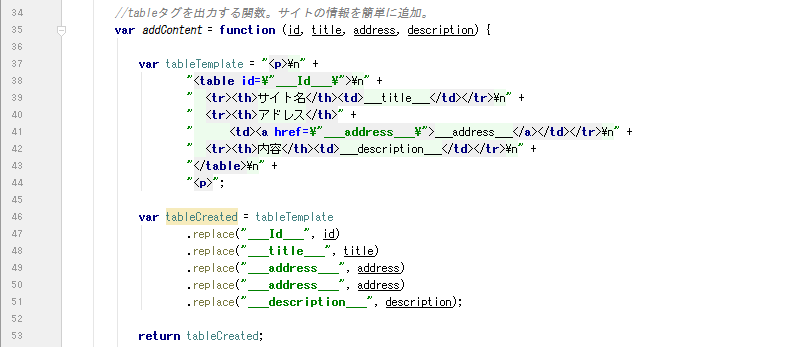 34 //tableタグを出力する関数。サイトの情報を簡単に追加。
35 var addContent = function (id, title, address, description) {
36
37 var tableTemplate = "<p>¥n" +
38 "<table id=¥"___Id___¥">¥n" +
39 " <tr><th>サイト名</th><td>___title___</td></tr>¥n" +
40 " <tr><th>アドレス</th>" +
41 " <td><a href=¥"___address___¥">___address___</a></td></tr>¥n" +
42 " <tr><th>内容</th><td>___description___</td></tr>¥n" +
43 "</table>¥n" +
44 "<p>";
45
46 var tableCreated = tableTemplate
47 .replace("___Id___", id)
48 .replace("___title___", title)
49 .replace("___address___", address)
50 .replace("___address___", address)
51 .replace("___description___", description);
52
53 return tableCreated;